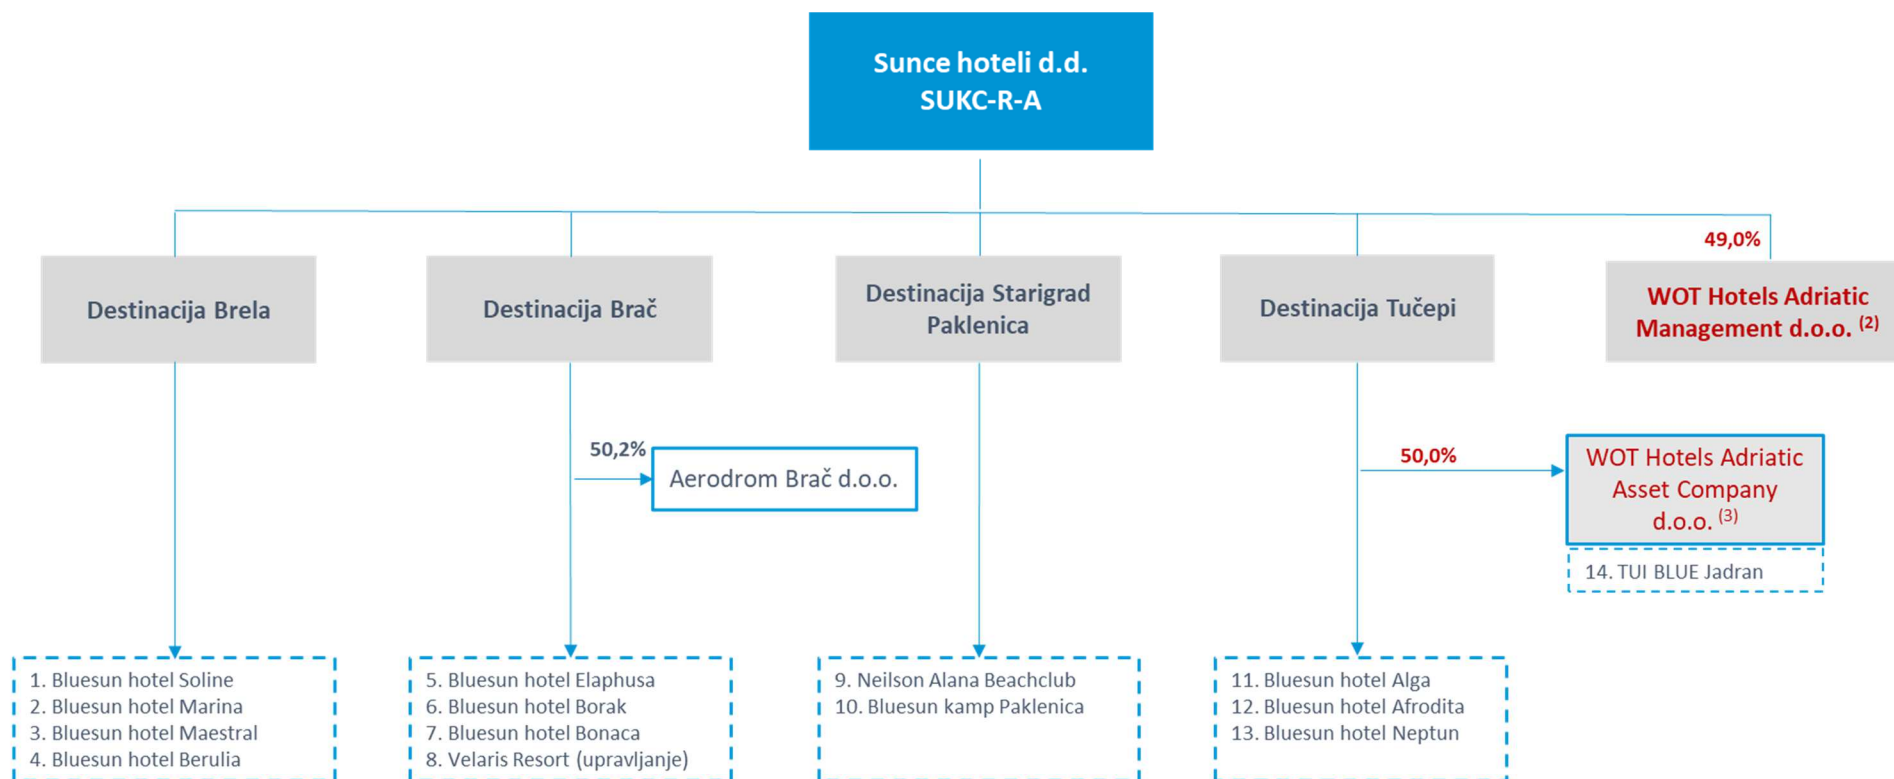 Sunce hoteli d.d.
SUKC-R-A
49,0%
Destinacija Brela
Destinacija Brač
Destinacija Starigrad
Paklenica
Destinacija Tučepi
WOT Hotels Adriatic
Management d.o.o. (2)
50,2%
Aerodrom Brač d.o.o.
50,0%
WOT Hotels Adriatic
Asset Company
d.o.o. (3)
14. TUI BLUE Jadran
1. Bluesun hotel Soline
2. Bluesun hotel Marina
3. Bluesun hotel Maestral
4. Bluesun hotel Berulia
5. Bluesun hotel Elaphusa
6. Bluesun hotel Borak
7. Bluesun hotel Bonaca
8. Velaris Resort (upravljanje)
9. Neilson Alana Beachclub
10. Bluesun kamp Paklenica
11. Bluesun hotel Alga
12. Bluesun hotel Afrodita
13. Bluesun hotel Neptun